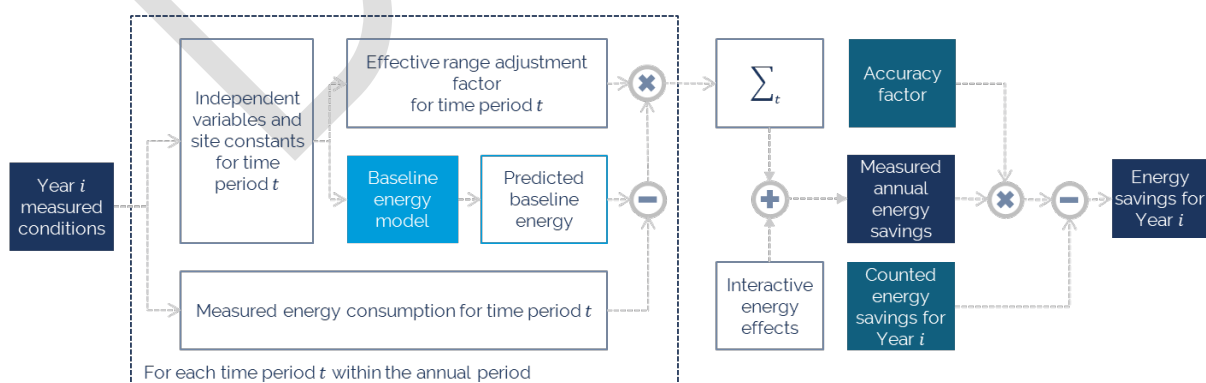 Year i
measured
conditions
Independent
variables and
site constants
for time
period t
Effective range adjustment
factor
for time period t
Baseline
energy
model
Predicted
baseline
energy
Measured energy consumption for time period t
For each time period t within the annual period
×
−
∑t
+
Interactive
energy
effects
Accuracy
factor
Measured
annual
energy
savings
Counted
energy
savings for
Year i
×
−
Energy
savings for
Year i